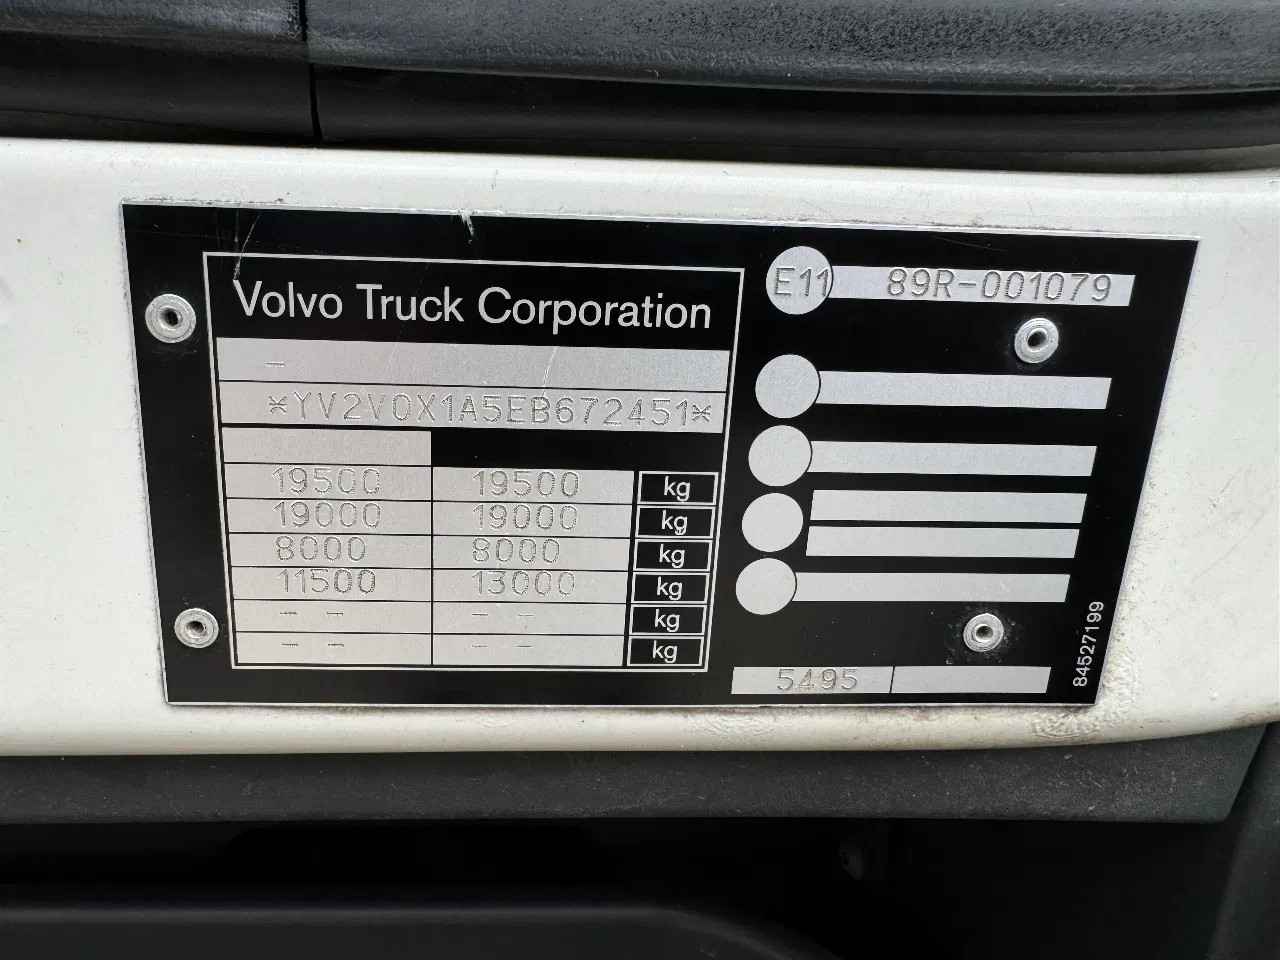 Volvo Truck Corporation
-
*YV2V0X1A5EB672451*
19500 19500 kg
19000 19000 kg
8000 8000 kg
11500 13000 kg
- - - - kg
- - - - kg
E11 89R-001079
5495
84527199